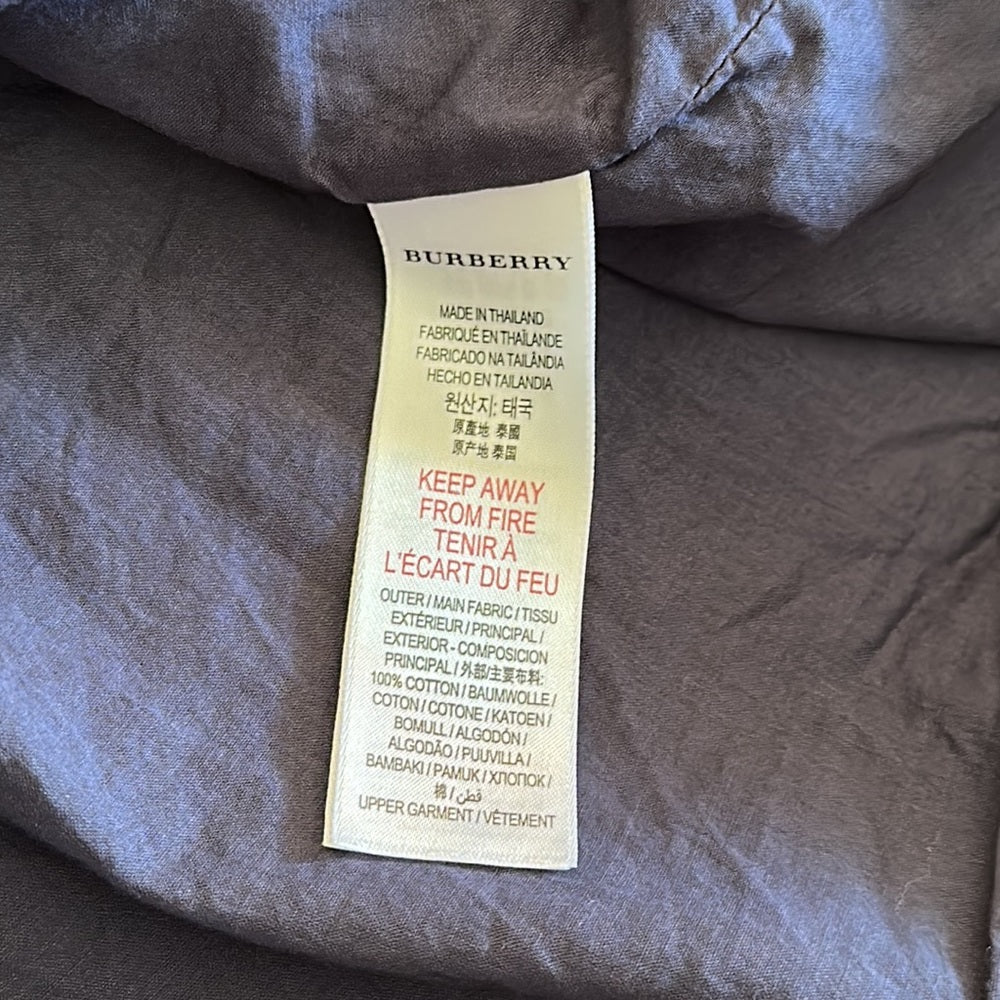 BURBERRY
MADE IN THAILAND
FABRIQUÉ EN THAÏLANDE
FABRICADO NA TAILÂNDIA
HECHO EN TAILANDIA
원산지: 태국
原產地 泰國
原产地 泰国
KEEP AWAY
FROM FIRE
TENIR À
L'ÉCART DU FEU
OUTER / MAIN FABRIC / TISSU
EXTÉRIEUR / PRINCIPAL /
EXTERIOR - COMPOSICION
PRINCIPAL / 外部/主要布料:
100% COTTON / BAUMWOLLE /
COTON / COTONE / KATOEN /
BOMULL / ALGODÓN /
ALGODÃO / PUUVILLA /
BAMBAKI / PAMUK / ХЛОПОК /
棉 / قطن
UPPER GARMENT / VÊTEMENT